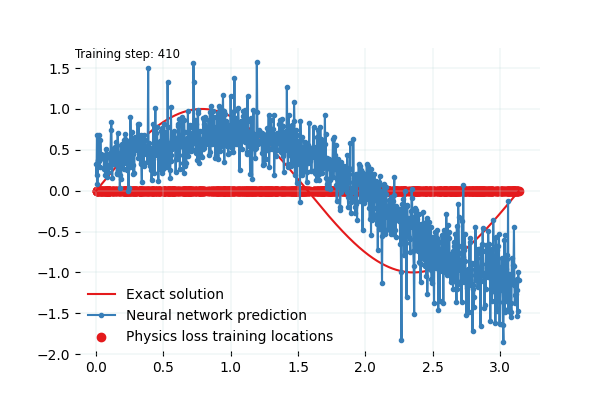 Training step: 410
1.5
1.0
0.5
0.0
−0.5
−1.0
−1.5
−2.0
Exact solution
Neural network prediction
Physics loss training locations
0.0 0.5 1.0 1.5 2.0 2.5 3.0